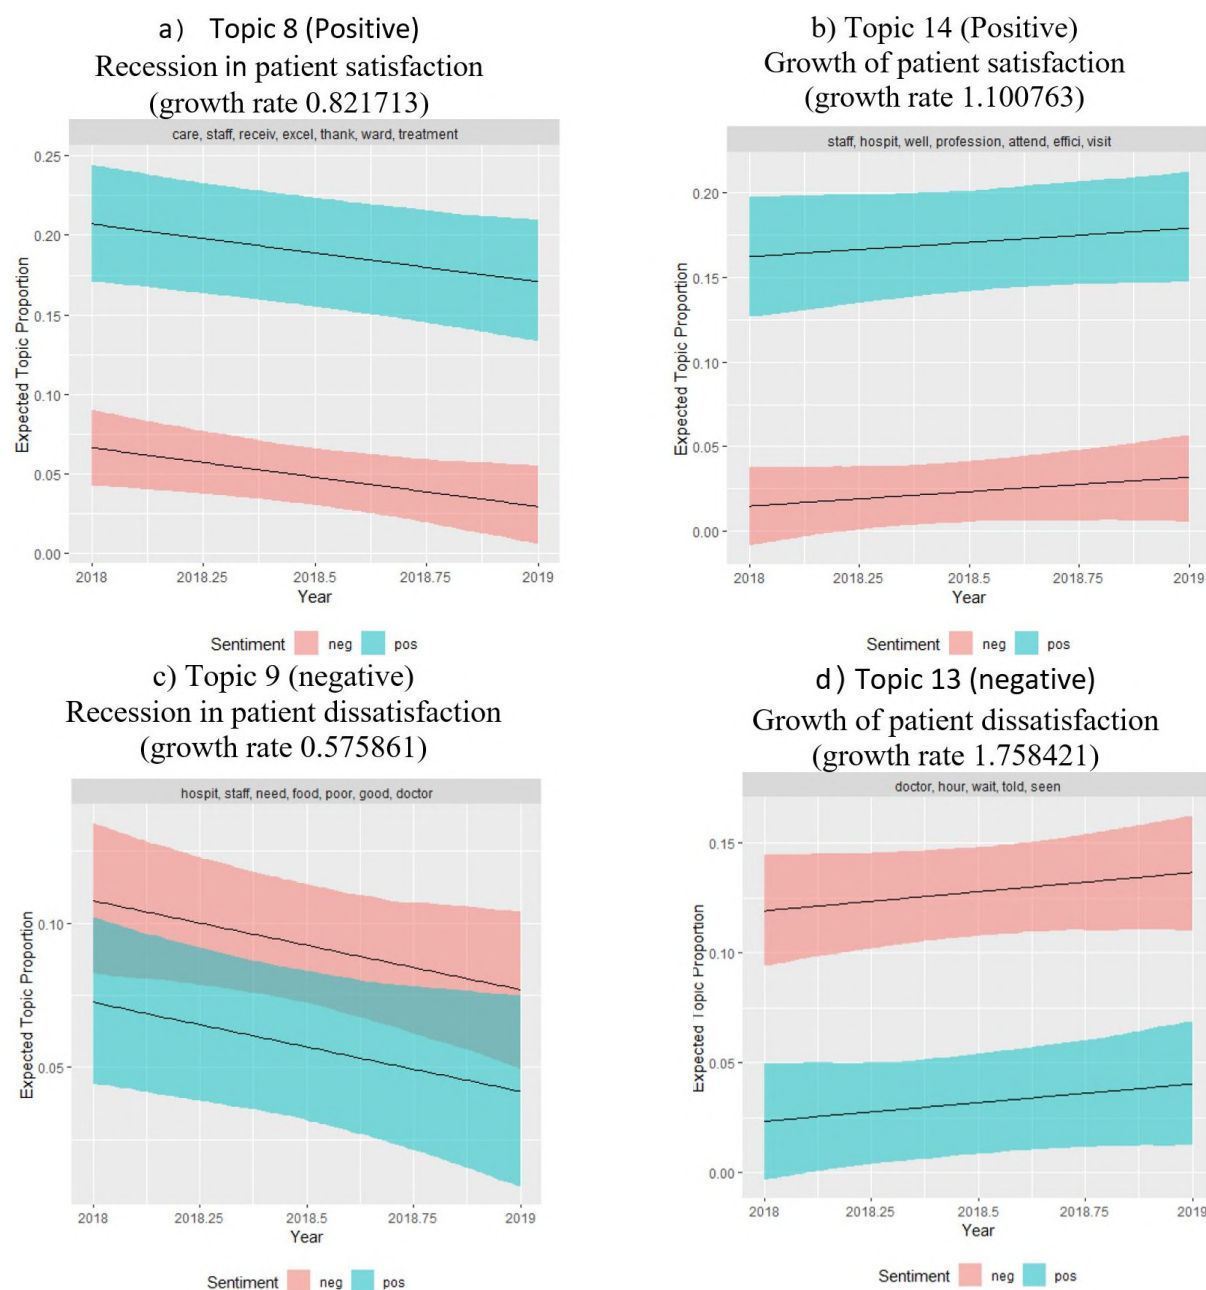 a) Topic 8 (Positive)
Recession in patient satisfaction
(growth rate 0.821713)
care, staff, receiv, excel, thank, ward, treatment
0.25
0.20
0.15
0.10
0.05
0.00
Expected Topic Proportion
2018 2018.25 2018.5 2018.75 2019
Year
Sentiment neg pos
b) Topic 14 (Positive)
Growth of patient satisfaction
(growth rate 1.100763)
staff, hospit, well, profession, attend, effici, visit
0.20
0.15
0.10
0.05
0.00
Expected Topic Proportion
2018 2018.25 2018.5 2018.75 2019
Year
Sentiment neg pos
c) Topic 9 (negative)
Recession in patient dissatisfaction
(growth rate 0.575861)
hospit, staff, need, food, poor, good, doctor
0.10
0.05
Expected Topic Proportion
2018 2018.25 2018.5 2018.75 2019
Year
Sentiment neg pos
d) Topic 13 (negative)
Growth of patient dissatisfaction
(growth rate 1.758421)
doctor, hour, wait, told, seen
0.15
0.10
0.05
0.00
Expected Topic Proportion
2018 2018.25 2018.5 2018.75 2019
Year
Sentiment neg pos